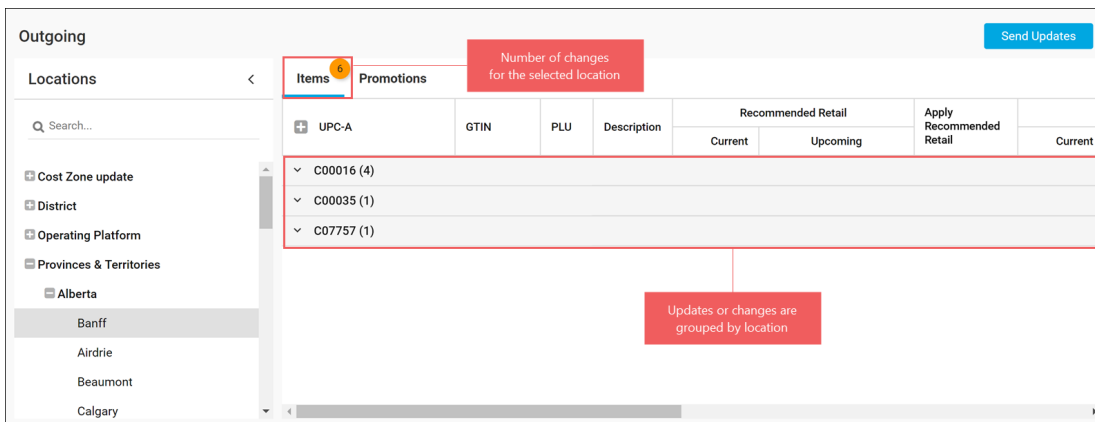 Outgoing
Send Updates
Number of changes
for the selected location
Locations
Items
6
Promotions
Search...
UPC-A
GTIN
PLU
Description
Recommended Retail
Current
Upcoming
Apply
Recommended
Retail
Current
C00016 (4)
C00035 (1)
C07757 (1)
Cost Zone update
District
Operating Platform
Provinces & Territories
Alberta
Banff
Airdrie
Beaumont
Calgary
Updates or changes are
grouped by location